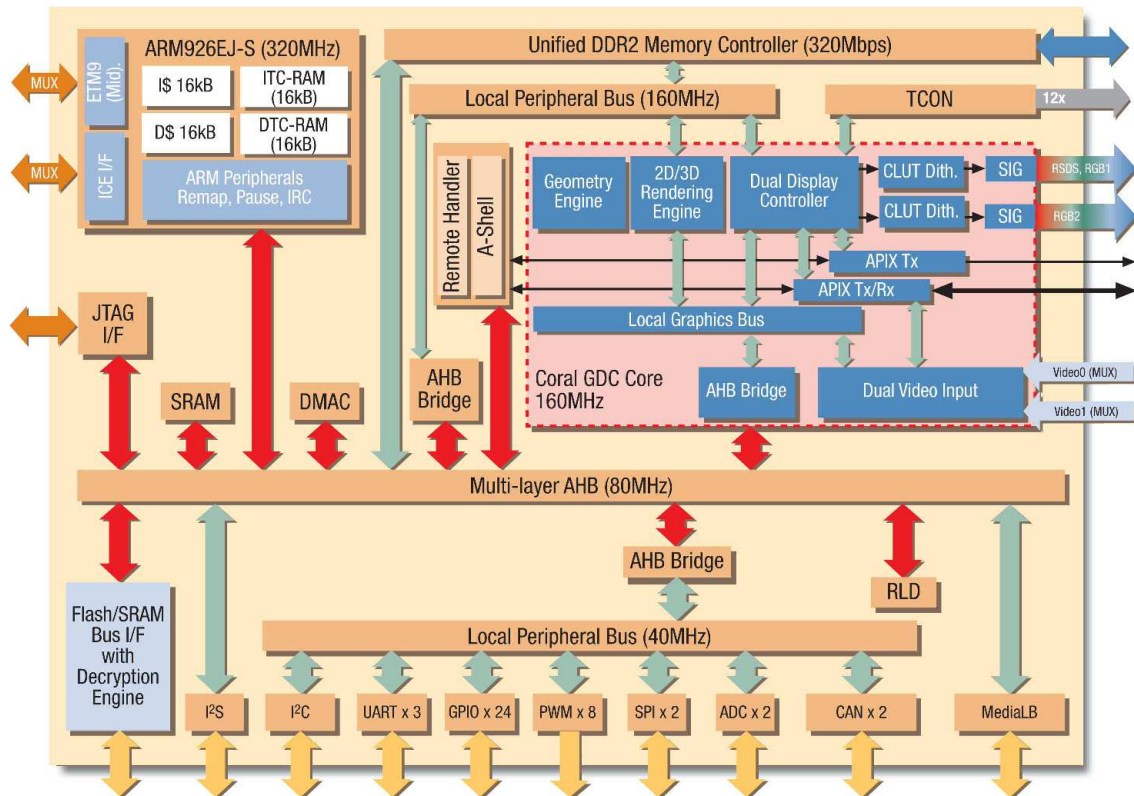 ARM926EJ-S (320MHz)
MUX
ETM9
(Mid).
I$ 16kB
ITC-RAM
(16kB)
D$ 16kB
DTC-RAM
(16kB)
MUX
ICE I/F
ARM Peripherals
Remap, Pause, IRC
Unified DDR2 Memory Controller (320Mbps)
Local Peripheral Bus (160MHz)
TCON
12x
Remote Handler
A-Shell
Geometry
Engine
2D/3D
Rendering
Engine
Dual Display
Controller
CLUT Dith.
SIG
RSDS, RGB1
CLUT Dith.
SIG
RGB2
APIX Tx
APIX Tx/Rx
Local Graphics Bus
JTAG
I/F
SRAM
DMAC
AHB
Bridge
Coral GDC Core
160MHz
AHB Bridge
Dual Video Input
Video0 (MUX)
Video1 (MUX)
Multi-layer AHB (80MHz)
AHB Bridge
RLD
Flash/SRAM
Bus I/F
with
Decryption
Engine
Local Peripheral Bus (40MHz)
I²S
I²C
UART x 3
GPIO x 24
PWM x 8
SPI x 2
ADC x 2
CAN x 2
MediaLB